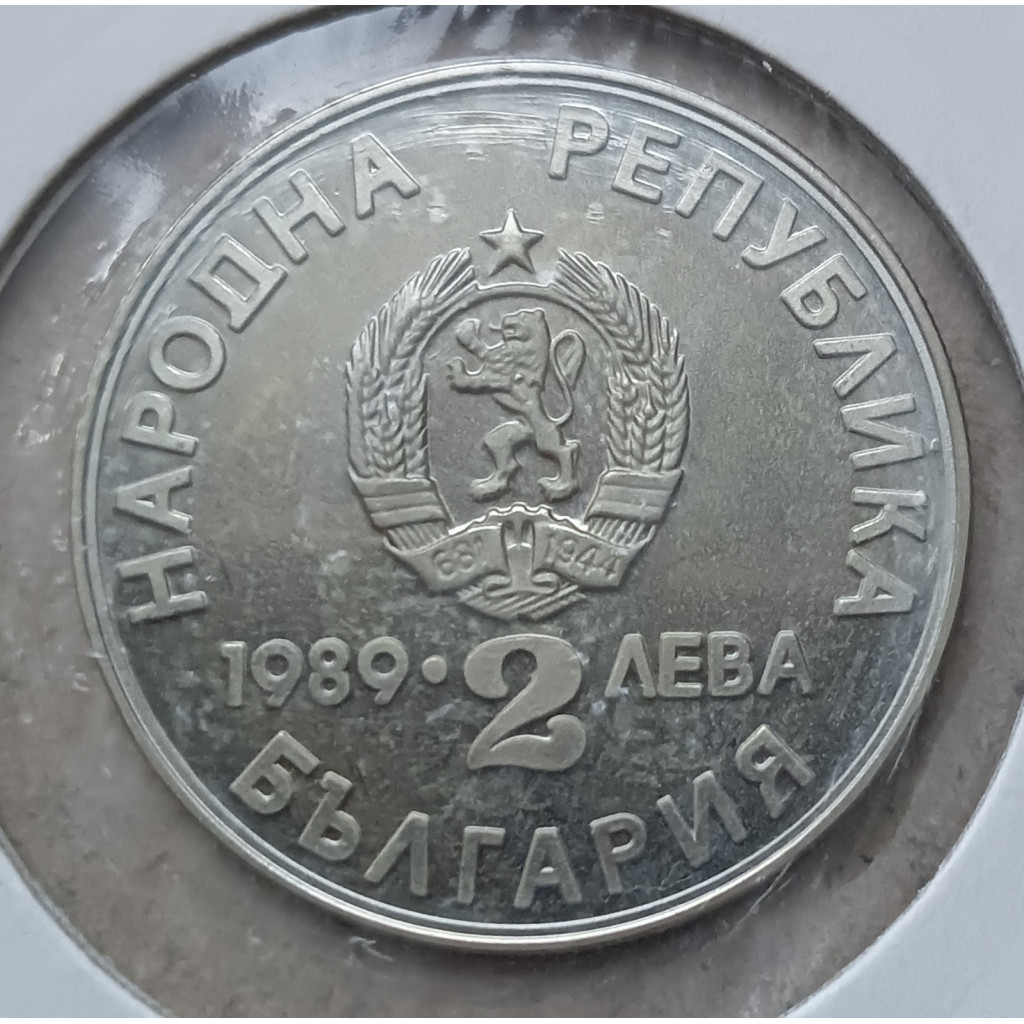 НАРОДНА РЕПУБЛИКА
681 1944
1989 · 2 ЛЕВА
БЪЛГАРИЯ